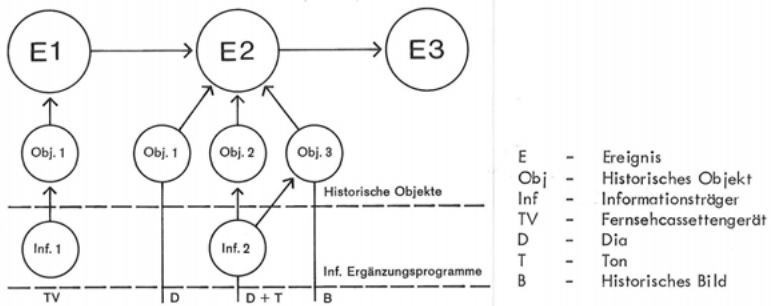 E1 E2 E3
Obj. 1 Obj. 1 Obj. 2 Obj. 3
Historische Objekte
Inf. 1 Inf. 2
Inf. Ergänzungsprogramme
TV D D + T B
E - Ereignis
Obj - Historisches Objekt
Inf - Informationsträger
TV - Fernsehcassettengerät
D - Dia
T - Ton
B - Historisches Bild